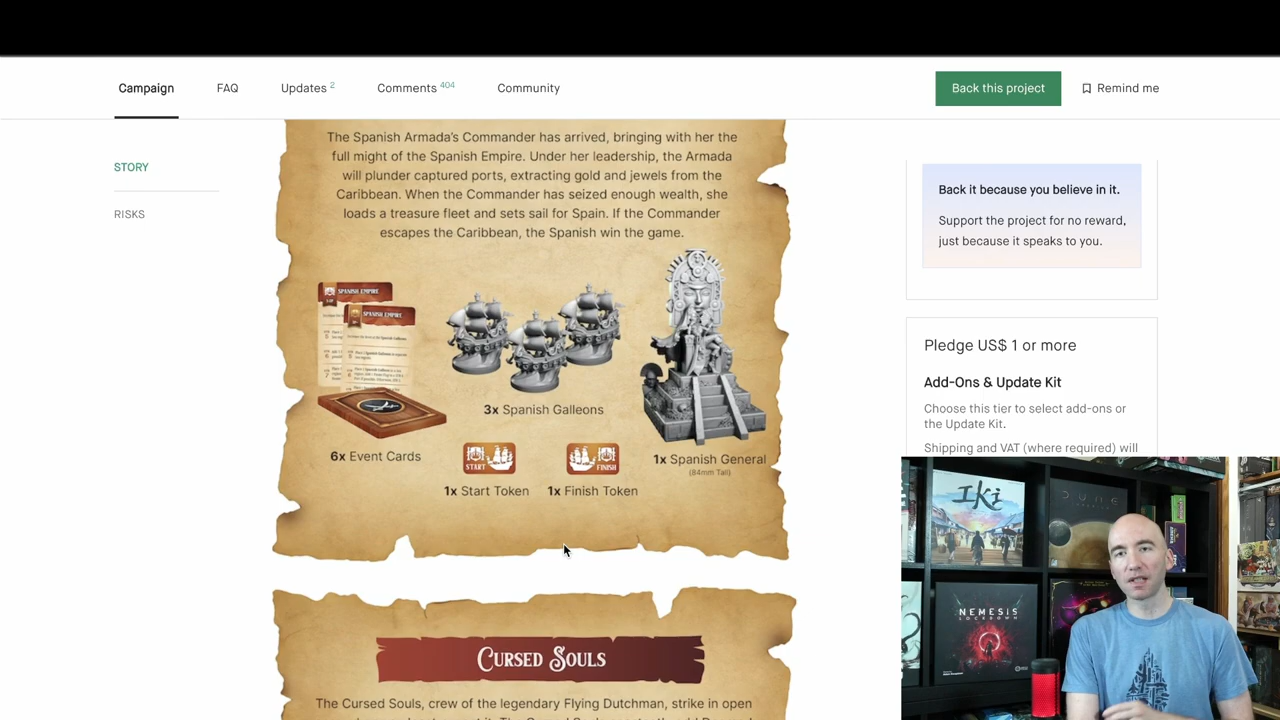 Campaign
FAQ
Updates 2
Comments 404
Community
Back this project
Remind me
STORY
RISKS
The Spanish Armada's Commander has arrived, bringing with her the
full might of the Spanish Empire. Under her leadership, the Armada
will plunder captured ports, extracting gold and jewels from the
Caribbean. When the Commander has seized enough wealth, she
loads a treasure fleet and sets sail for Spain. If the Commander
escapes the Caribbean, the Spanish win the game.
SPANISH EMPIRE
SPANISH EMPIRE
3x Spanish Galleons
6x Event Cards
START
FINISH
1x Spanish General
(84mm Tall)
1x Start Token
1x Finish Token
CURSED SOULS
The Cursed Souls, crew of the legendary Flying Dutchman, strike in open
Back it because you believe in it.
Support the project for no reward,
just because it speaks to you.
Pledge US$ 1 or more
Add-Ons & Update Kit
Choose this tier to select add-ons or
the Update Kit.
Shipping and VAT (where required) will
Iki
DUNE
NEMESIS
LOCKDOWN